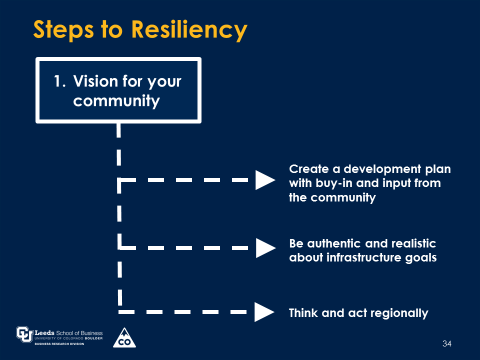 Steps to Resiliency
1. Vision for your
community
Create a development plan
with buy-in and input from
the community
Be authentic and realistic
about infrastructure goals
Think and act regionally
CU
Leeds School of Business
UNIVERSITY OF COLORADO BOULDER
BUSINESS RESEARCH DIVISION
CO
34